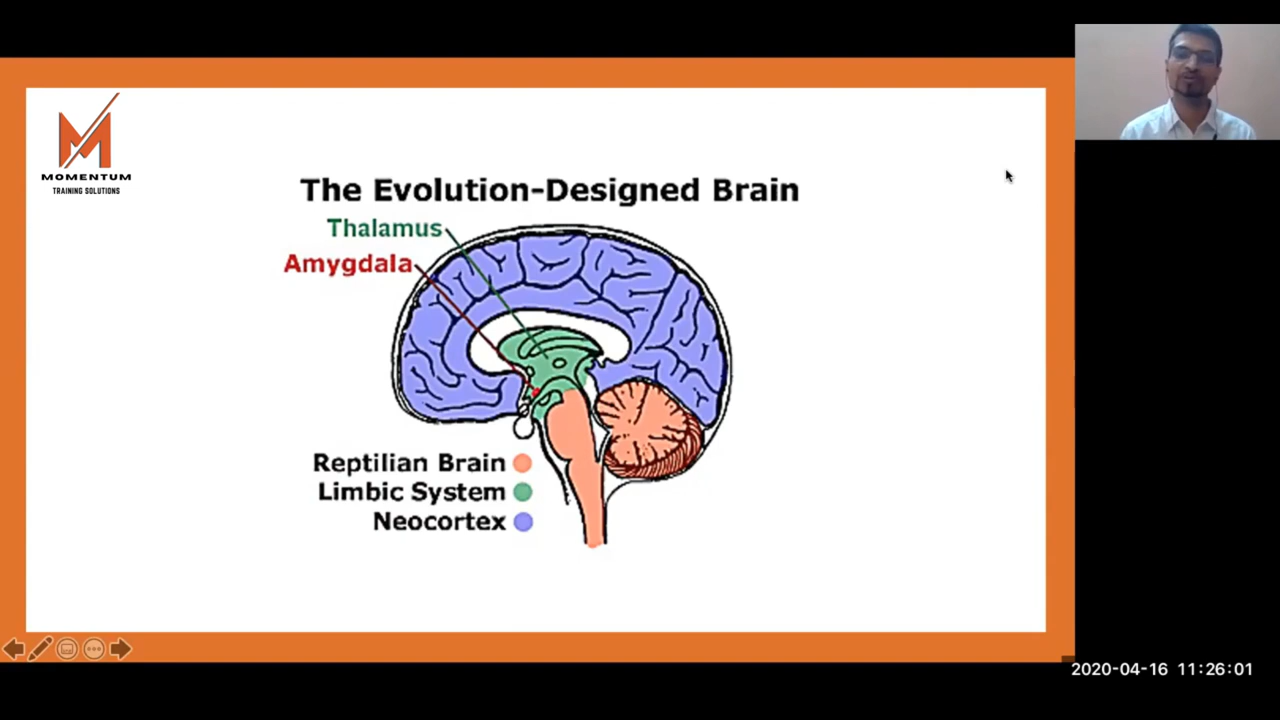 MOMENTUM
TRAINING SOLUTIONS
The Evolution-Designed Brain
Thalamus
Amygdala
Reptilian Brain
Limbic System
Neocortex
2020-04-16 11:26:01